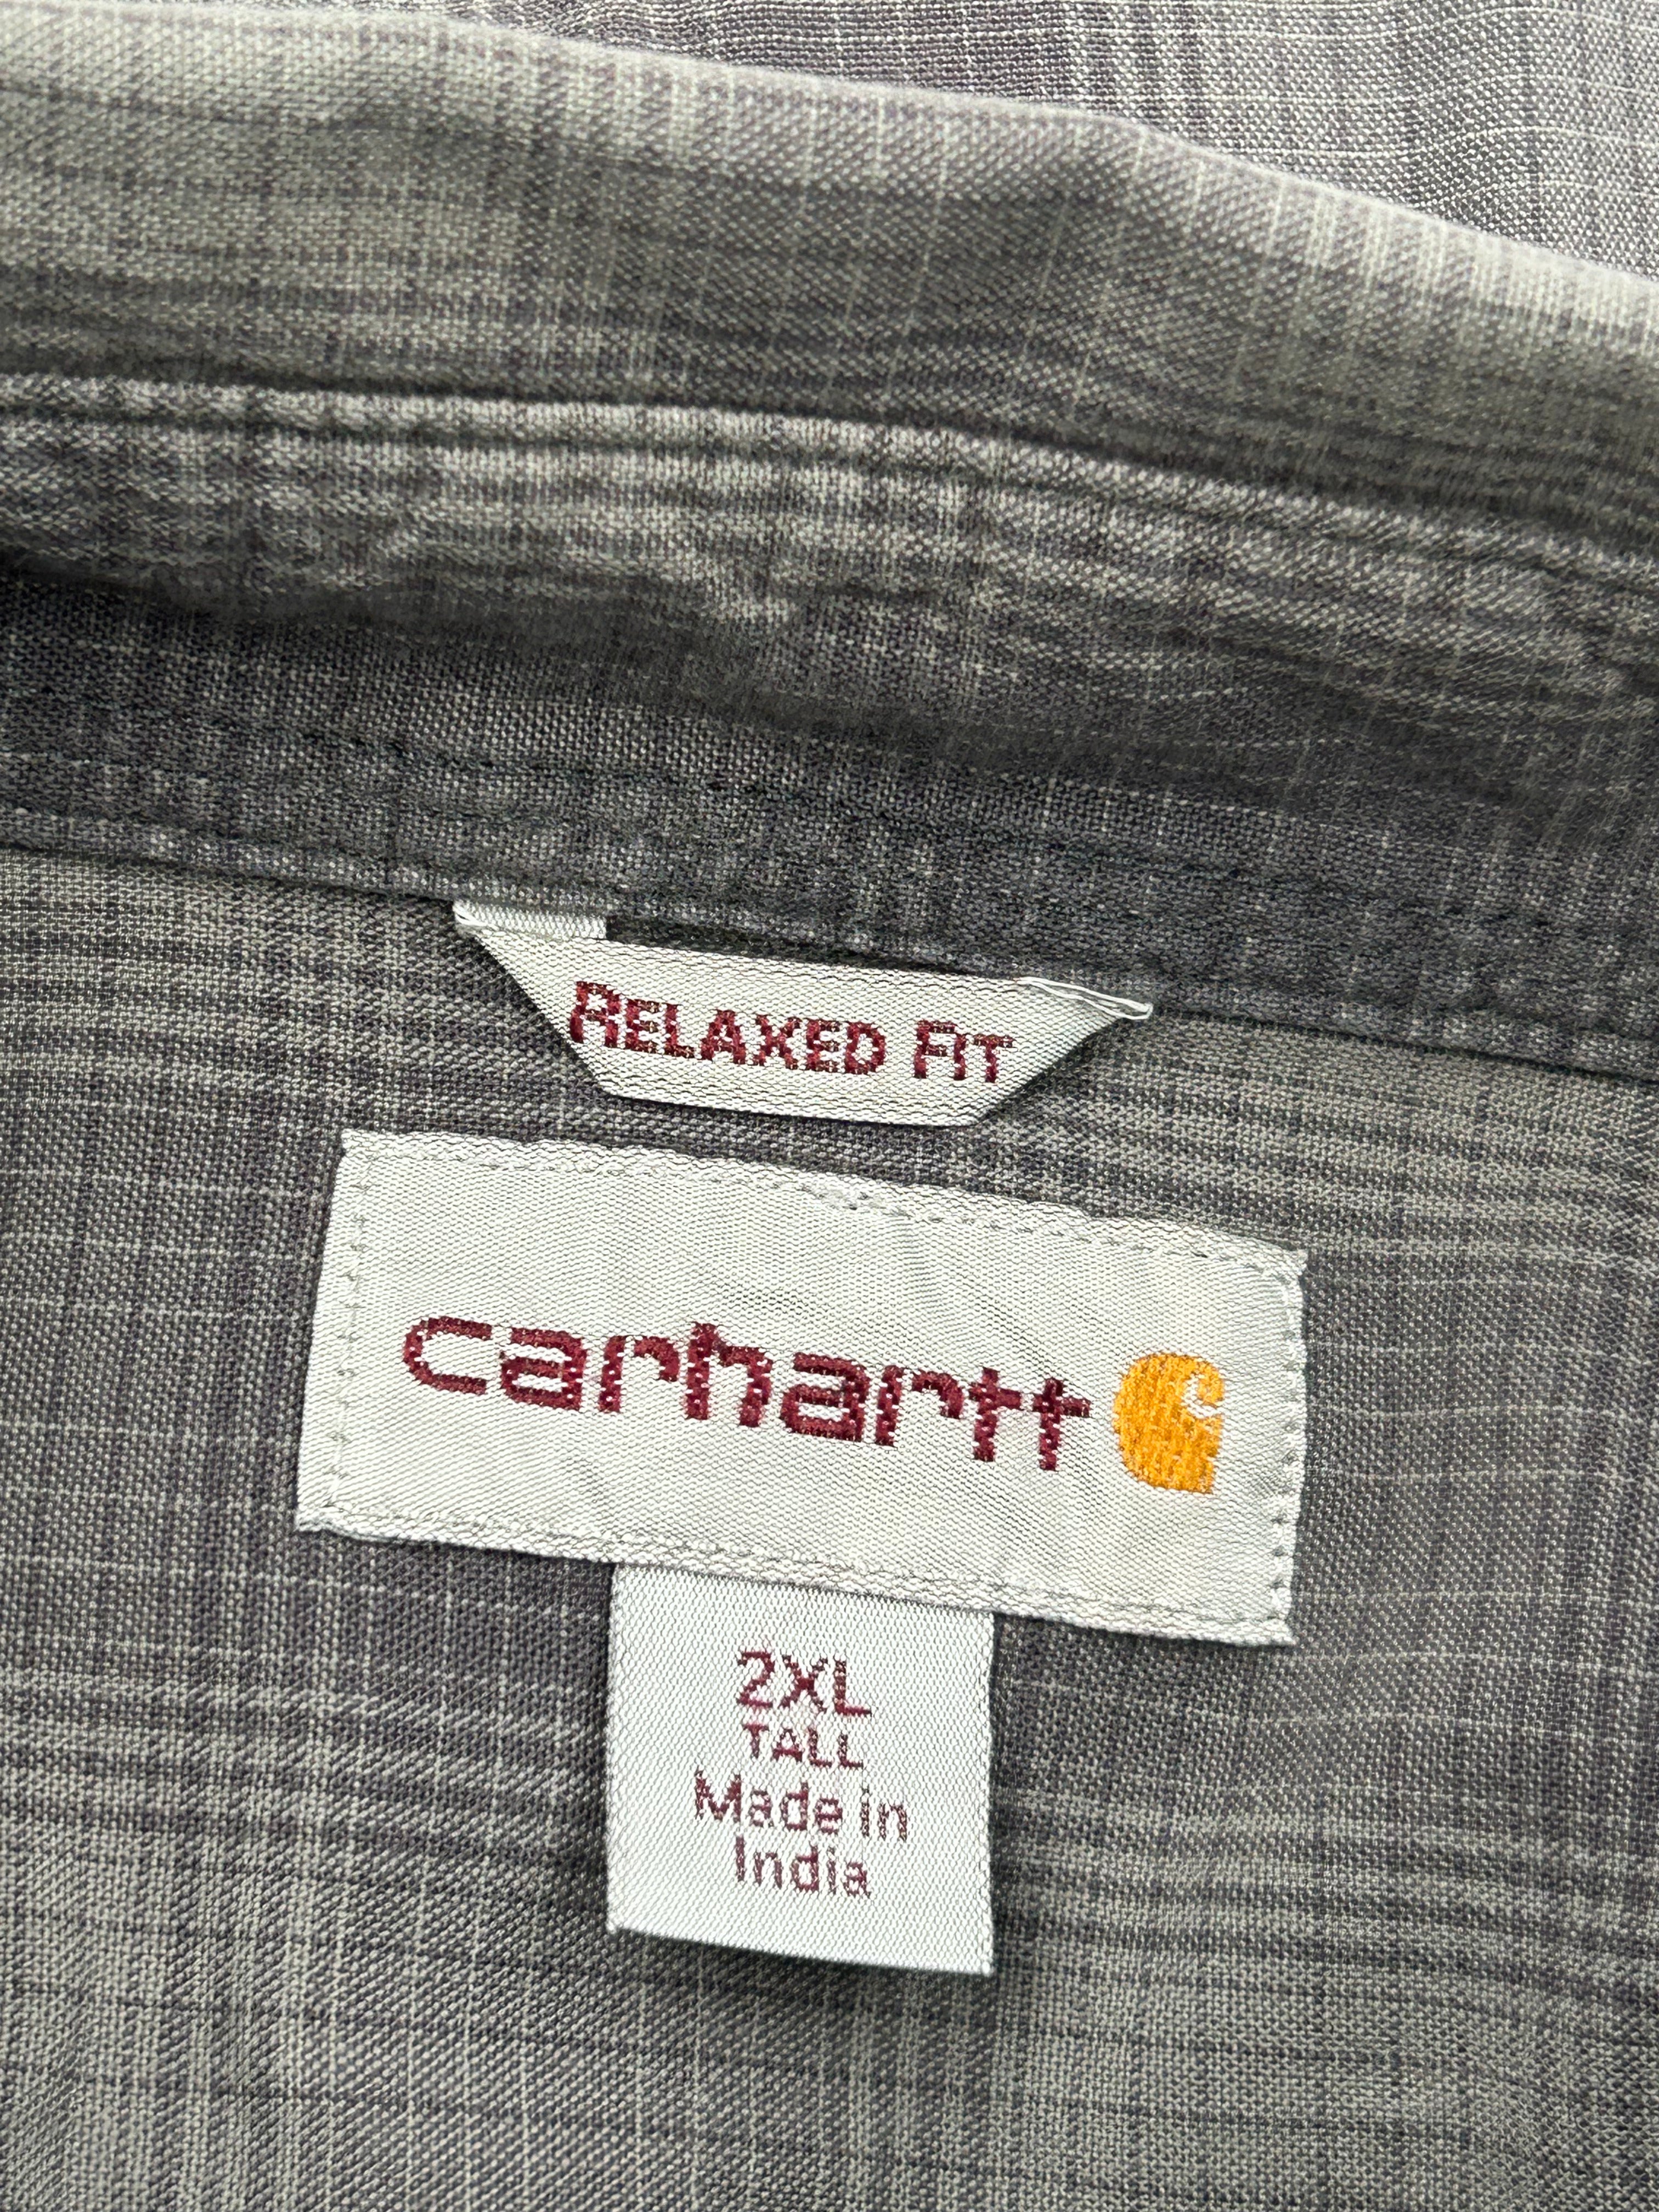 RELAXED FIT
carhartt
2XL
TALL
Made in
India